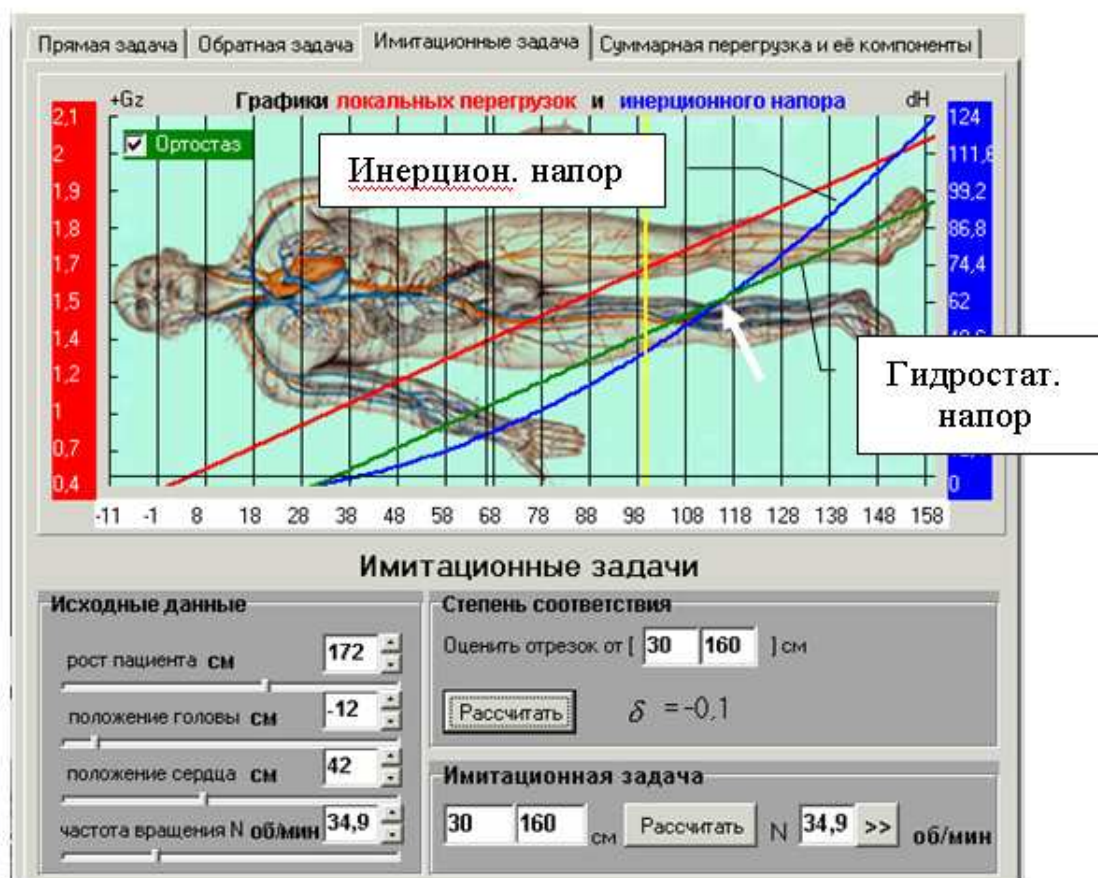 Прямая задача Обратная задача Имитационные задача Суммарная перегрузка и её компоненты
+Gz Графики локальных перегрузок и инерционного напора dH
Ортостаз
Инерцион. напор
2,1
2
1,9
1,8
1,7
1,5
1,4
1,2
1
0,7
0,4
124
111,6
99,2
86,8
74,4
62
0
Гидростат.
напор
-11 -1 8 18 28 38 48 58 68 78 88 98 108 118 128 138 148 158
Имитационные задачи
Исходные данные
рост пациента см 172
положение головы см -12
положение сердца см 42
частота вращения N об/мин 34,9
Степень соответствия
Оценить отрезок от [ 30 160 ] см
Рассчитать δ =-0,1
Имитационная задача
30 160 см Рассчитать N 34,9 >> об/мин